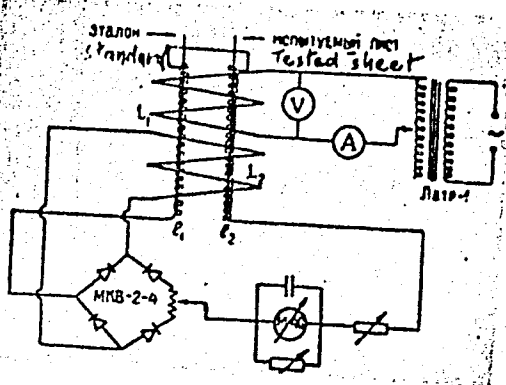 эталон
Standard
испытуемый лист
Tested sheet
V
A
~
L₁
L₂
Латр-1
ℓ₁
ℓ₂
МКВ-2-4